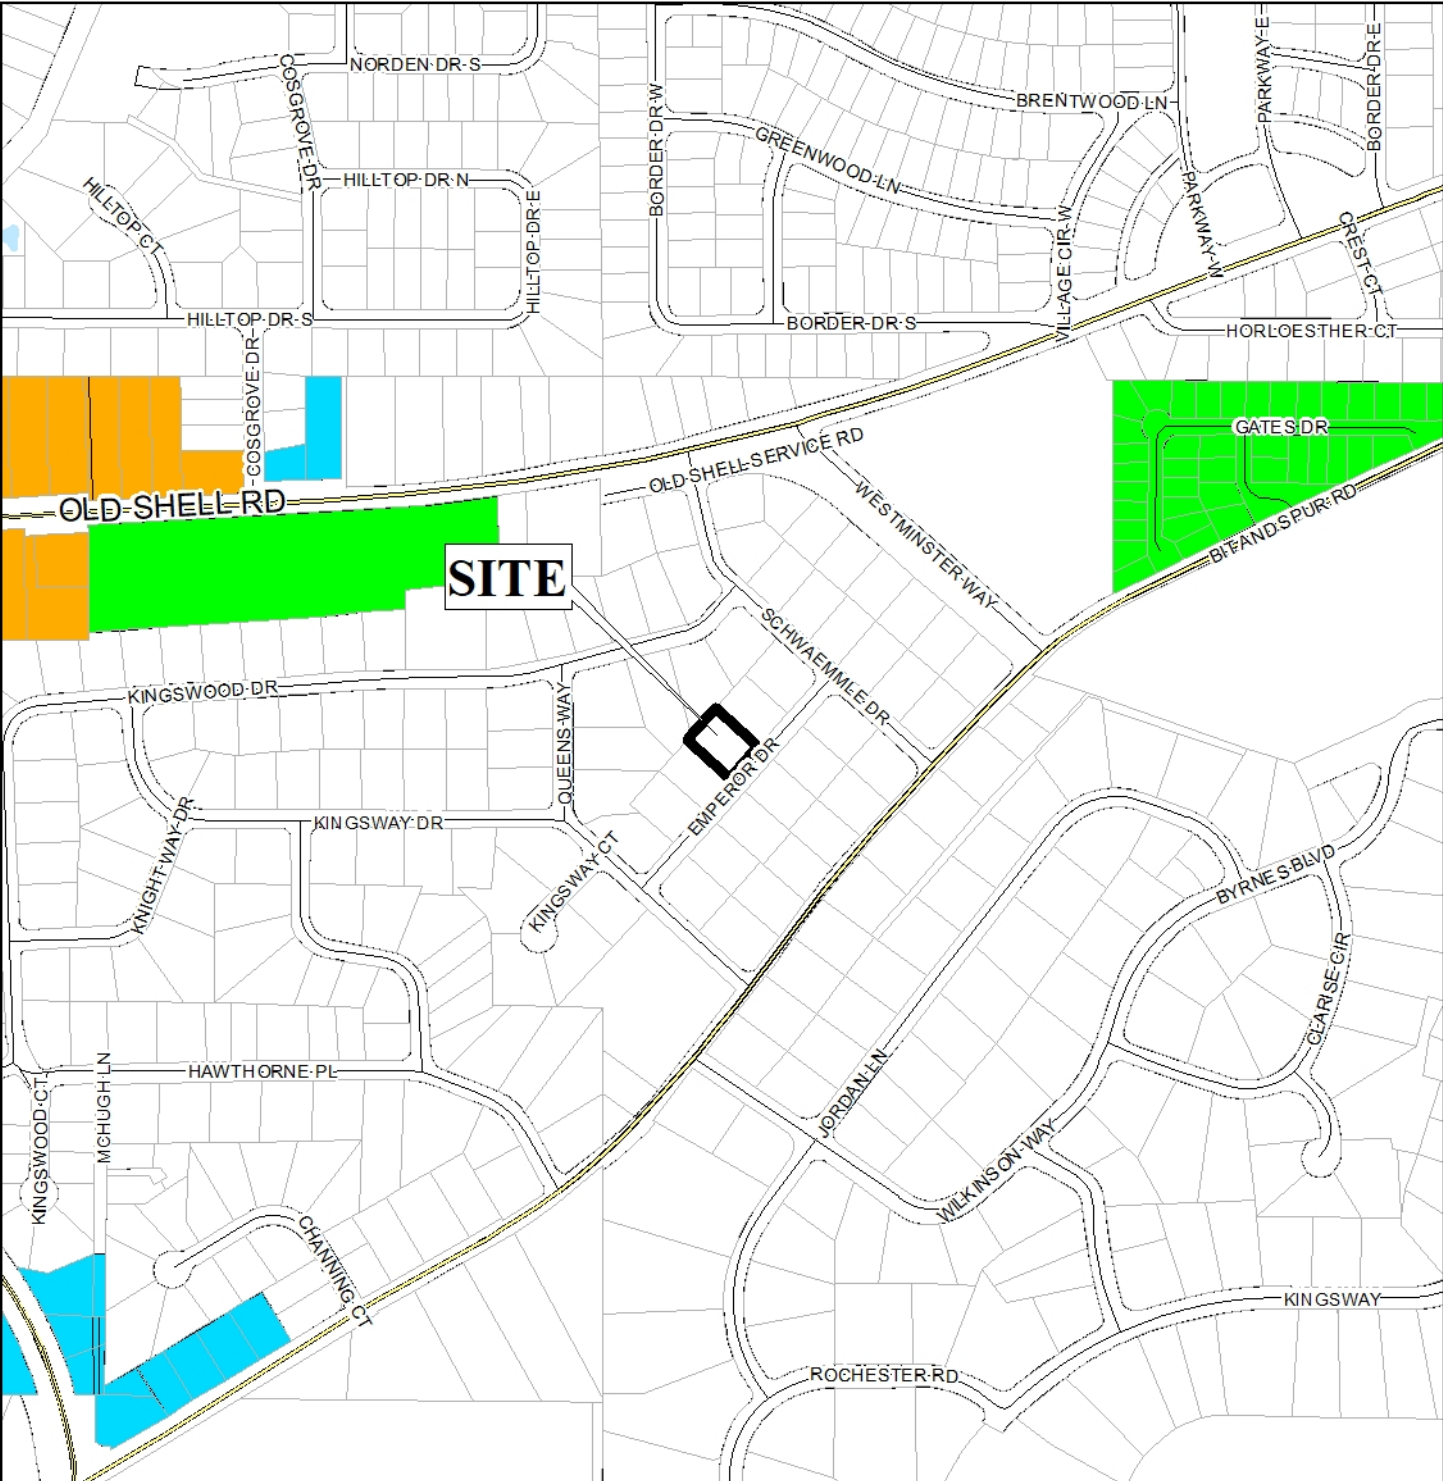 NORDEN DR S
COSGROVE DR
BORDER DR W
BRENTWOOD LN
PARKWAY E
BORDER DR E
GREENWOOD LN
HILLTOP DR N
HILLTOP CT
HILLTOP DR E
VILLAGE CIR W
PARKWAY W
CREST CT
HILLTOP DR S
BORDER DR S
HORLOESTHER CT
COSGROVE DR
GATES DR
OLD SHELL SERVICE RD
OLD SHELL RD
WESTMINSTER WAY
BIT AND SPUR RD
SITE
SCHWAEMMLE DR
KINGSWOOD DR
QUEENS WAY
EMPEROR DR
KINGSWAY DR
KNIGHT WAY DR
KINGSWAY CT
BYRNES BLVD
CLARISE CIR
HAWTHORNE PL
MCHUGH LN
KINGSWOOD CT
JORDAN LN
WILKINSON WAY
CHANNING CT
KINGSWAY
ROCHESTER RD